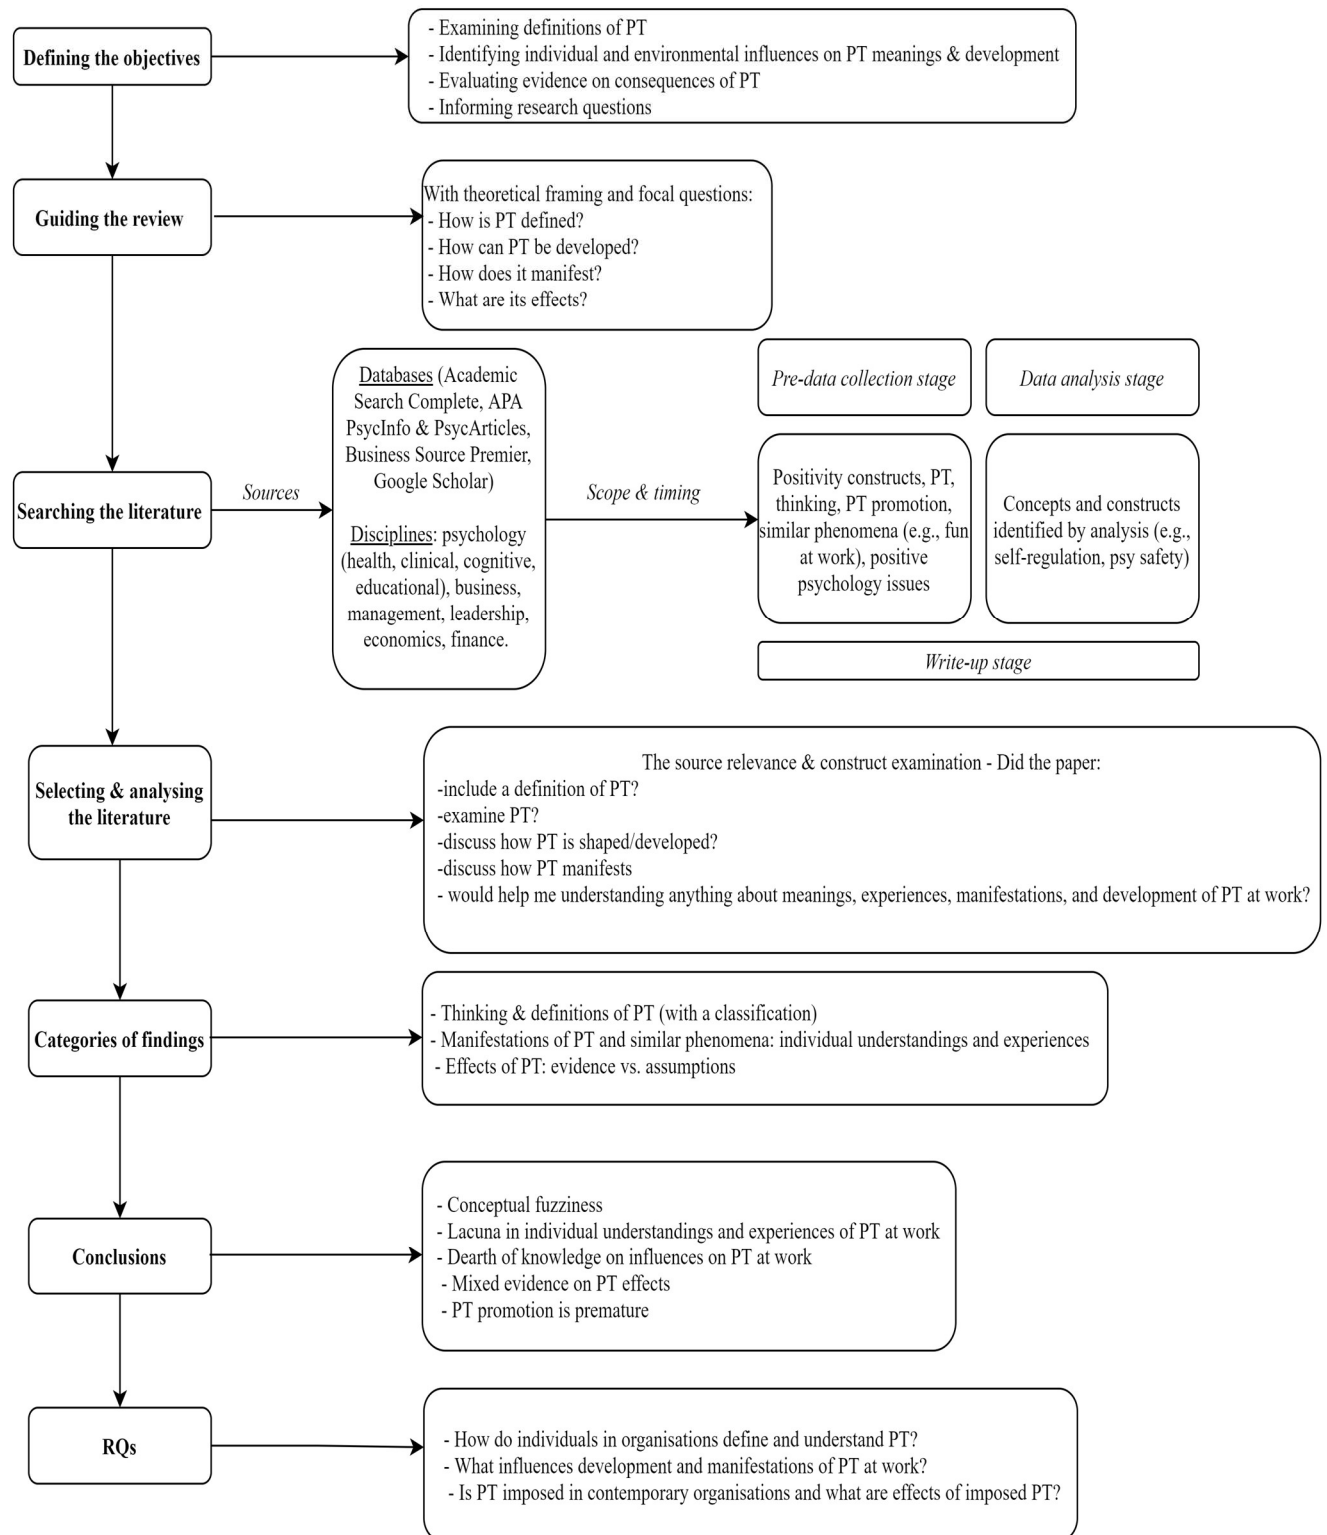 Defining the objectives
- Examining definitions of PT
- Identifying individual and environmental influences on PT meanings & development
- Evaluating evidence on consequences of PT
- Informing research questions
Guiding the review
With theoretical framing and focal questions:
- How is PT defined?
- How can PT be developed?
- How does it manifest?
- What are its effects?
Searching the literature
Sources
Databases (Academic
Search Complete, APA
PsycInfo & PsycArticles,
Business Source Premier,
Google Scholar)
Disciplines: psychology
(health, clinical, cognitive,
educational), business,
management, leadership,
economics, finance.
Scope & timing
Pre-data collection stage
Positivity constructs, PT,
thinking, PT promotion,
similar phenomena (e.g., fun
at work), positive
psychology issues
Data analysis stage
Concepts and constructs
identified by analysis (e.g.,
self-regulation, psy safety)
Write-up stage
Selecting & analysing
the literature
The source relevance & construct examination - Did the paper:
-include a definition of PT?
-examine PT?
-discuss how PT is shaped/developed?
-discuss how PT manifests
- would help me understanding anything about meanings, experiences, manifestations, and development of PT at work?
Categories of findings
- Thinking & definitions of PT (with a classification)
- Manifestations of PT and similar phenomena: individual understandings and experiences
- Effects of PT: evidence vs. assumptions
Conclusions
- Conceptual fuzziness
- Lacuna in individual understandings and experiences of PT at work
- Dearth of knowledge on influences on PT at work
- Mixed evidence on PT effects
- PT promotion is premature
RQs
- How do individuals in organisations define and understand PT?
- What influences development and manifestations of PT at work?
- Is PT imposed in contemporary organisations and what are effects of imposed PT?